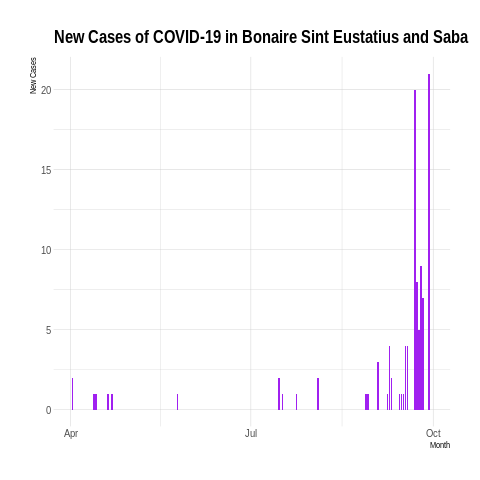 New Cases of COVID-19 in Bonaire Sint Eustatius and Saba
New Cases
20
15
10
5
0
Apr
Jul
Oct
Month